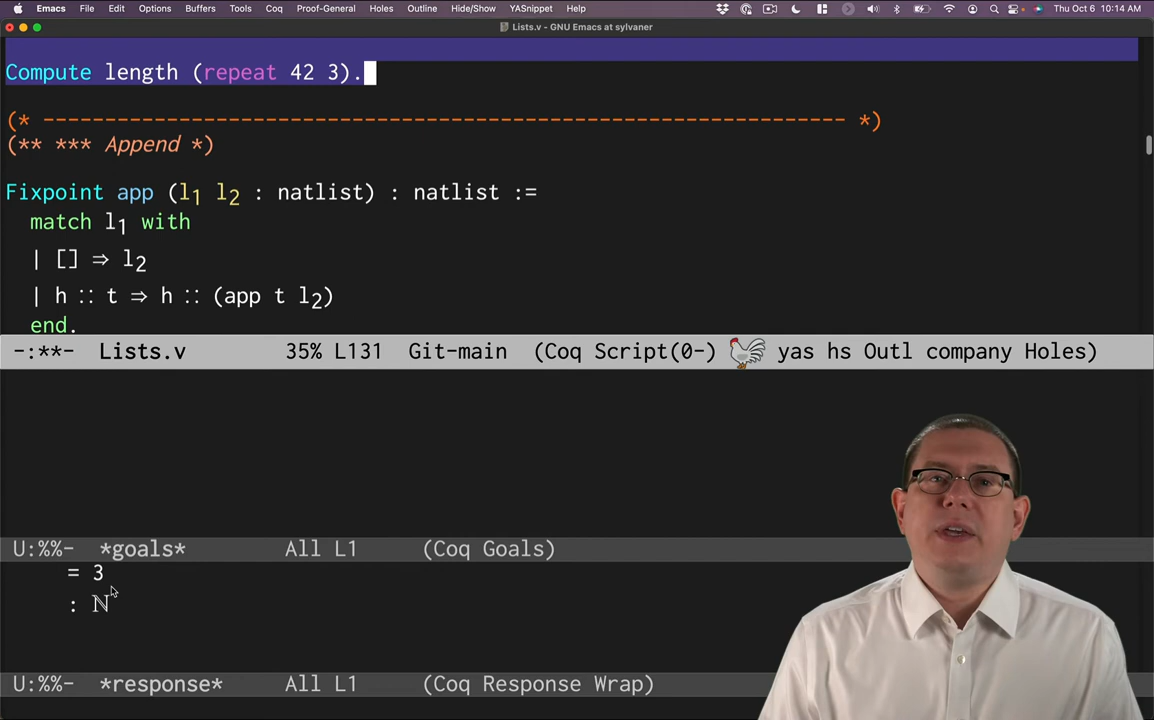 Emacs File Edit Options Buffers Tools Coq Proof-General Holes Outline Hide/Show YASnippet Help Thu Oct 6 10:14 AM
Lists.v - GNU Emacs at sylvaner
Compute length (repeat 42 3).
(* ------------------------------------------------------------------ *)
(** *** Append *)
Fixpoint app (l₁ l₂ : natlist) : natlist :=
match l₁ with
| [] ⇒ l₂
| h :: t ⇒ h :: (app t l₂)
end.
-:**- Lists.v 35% L131 Git-main (Coq Script(0-) yas hs Outl company Holes)
U:%%- *goals* All L1 (Coq Goals)
= 3
: ℕ
U:%%- *response* All L1 (Coq Response Wrap)